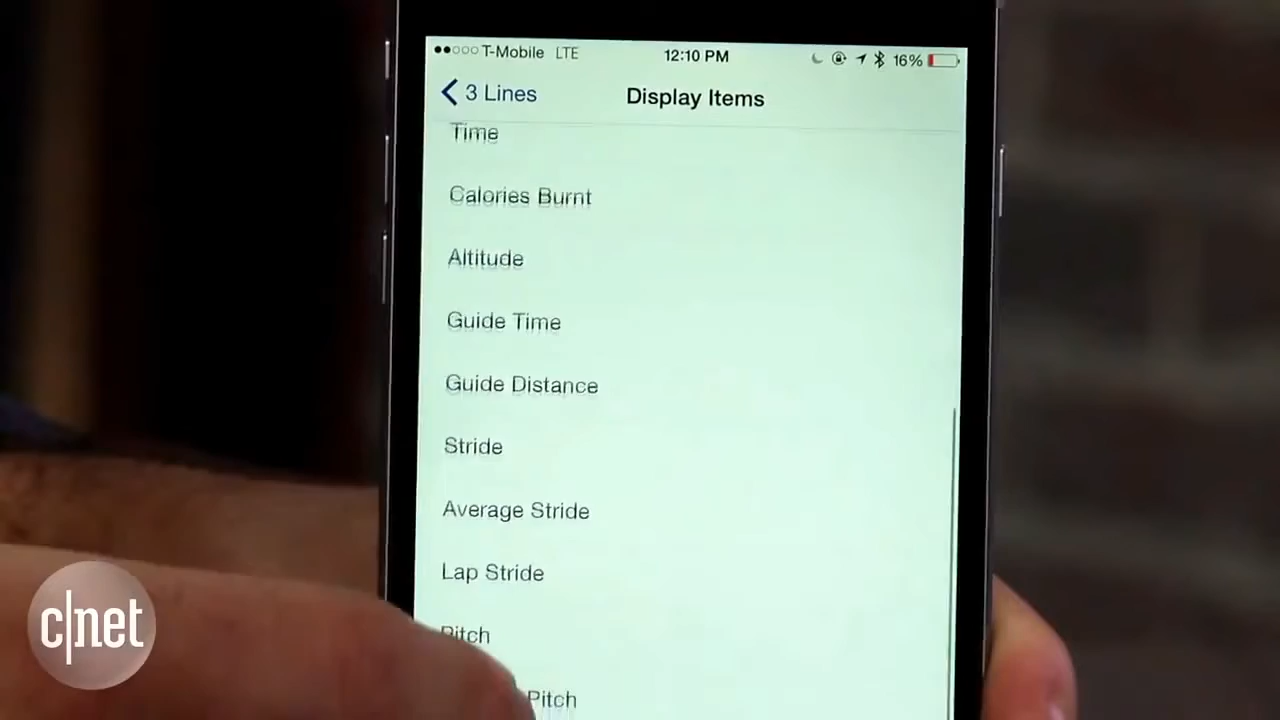 T-Mobile LTE 12:10 PM 16%
3 Lines Display Items
Time
Calories Burnt
Altitude
Guide Time
Guide Distance
Stride
Average Stride
Lap Stride
Pitch
Pitch
c|net